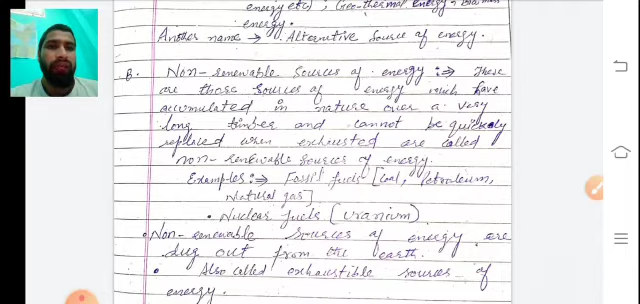 energy etc); Geo-thermal energy, Biomass
energy.
Another name → Alternative Source of energy.
B. Non-renewable Sources of energy :⇒ These
are those sources of energy which have
accumulated in nature over a very
long timber and cannot be quickly
replaced when exhausted are called
non-renewable sources of energy.
Examples :⇒ Fossil fuels [Coal, Petroleum,
Natural gas]
• Nuclear fuels [Uranium)
• Non-renewable Sources of energy are
dug out from the earth.
• Also called exhaustible sources of
energy.